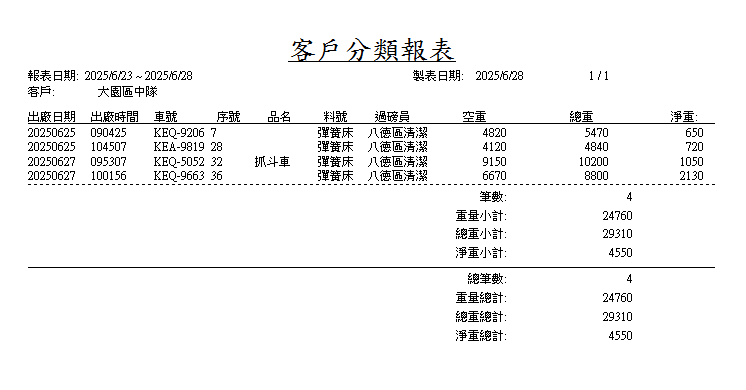 客戶分類報表
報表日期: 2025/6/23 ~ 2025/6/28 製表日期: 2025/6/28 1 / 1
客戶: 大園區中隊
出廠日期 出廠時間 車號 序號 品名 料號 過磅員 空重 總重 淨重:
20250625 090425 KEQ-9206 7 彈簧床 八德區清潔 4820 5470 650
20250625 104507 KEA-9819 28 彈簧床 八德區清潔 4120 4840 720
20250627 095307 KEQ-5052 32 抓斗車 彈簧床 八德區清潔 9150 10200 1050
20250627 100156 KEQ-9663 36 彈簧床 八德區清潔 6670 8800 2130
筆數: 4
重量小計: 24760
總重小計: 29310
淨重小計: 4550
總筆數: 4
重量總計: 24760
總重總計: 29310
淨重總計: 4550